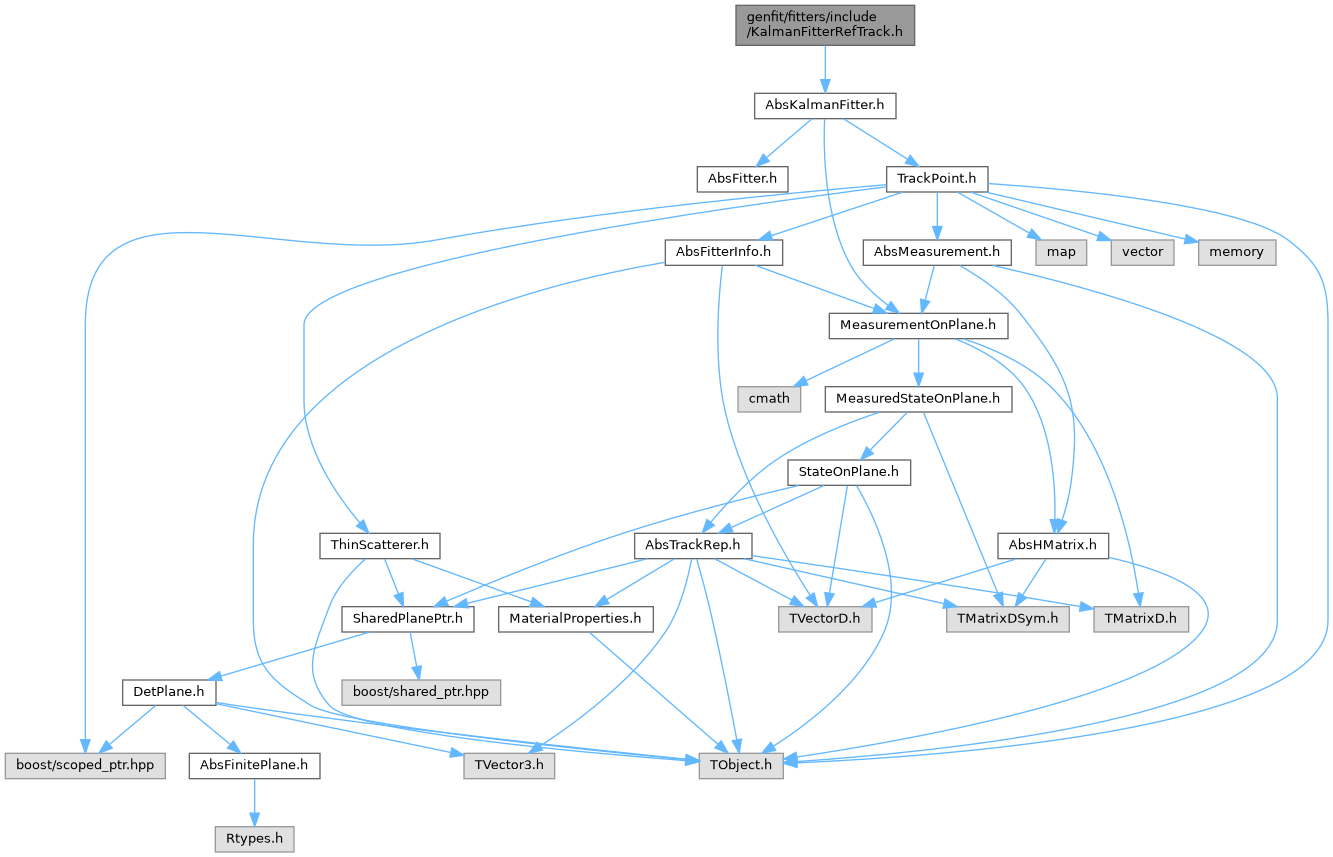 genfit/fitters/include
/KalmanFitterRefTrack.h
AbsKalmanFitter.h
AbsFitter.h
TrackPoint.h
AbsFitterInfo.h
AbsMeasurement.h
map
vector
memory
MeasurementOnPlane.h
cmath
MeasuredStateOnPlane.h
StateOnPlane.h
ThinScatterer.h
AbsTrackRep.h
AbsHMatrix.h
SharedPlanePtr.h
MaterialProperties.h
TVectorD.h
TMatrixDSym.h
TMatrixD.h
DetPlane.h
boost/shared_ptr.hpp
boost/scoped_ptr.hpp
AbsFinitePlane.h
TVector3.h
TObject.h
Rtypes.h